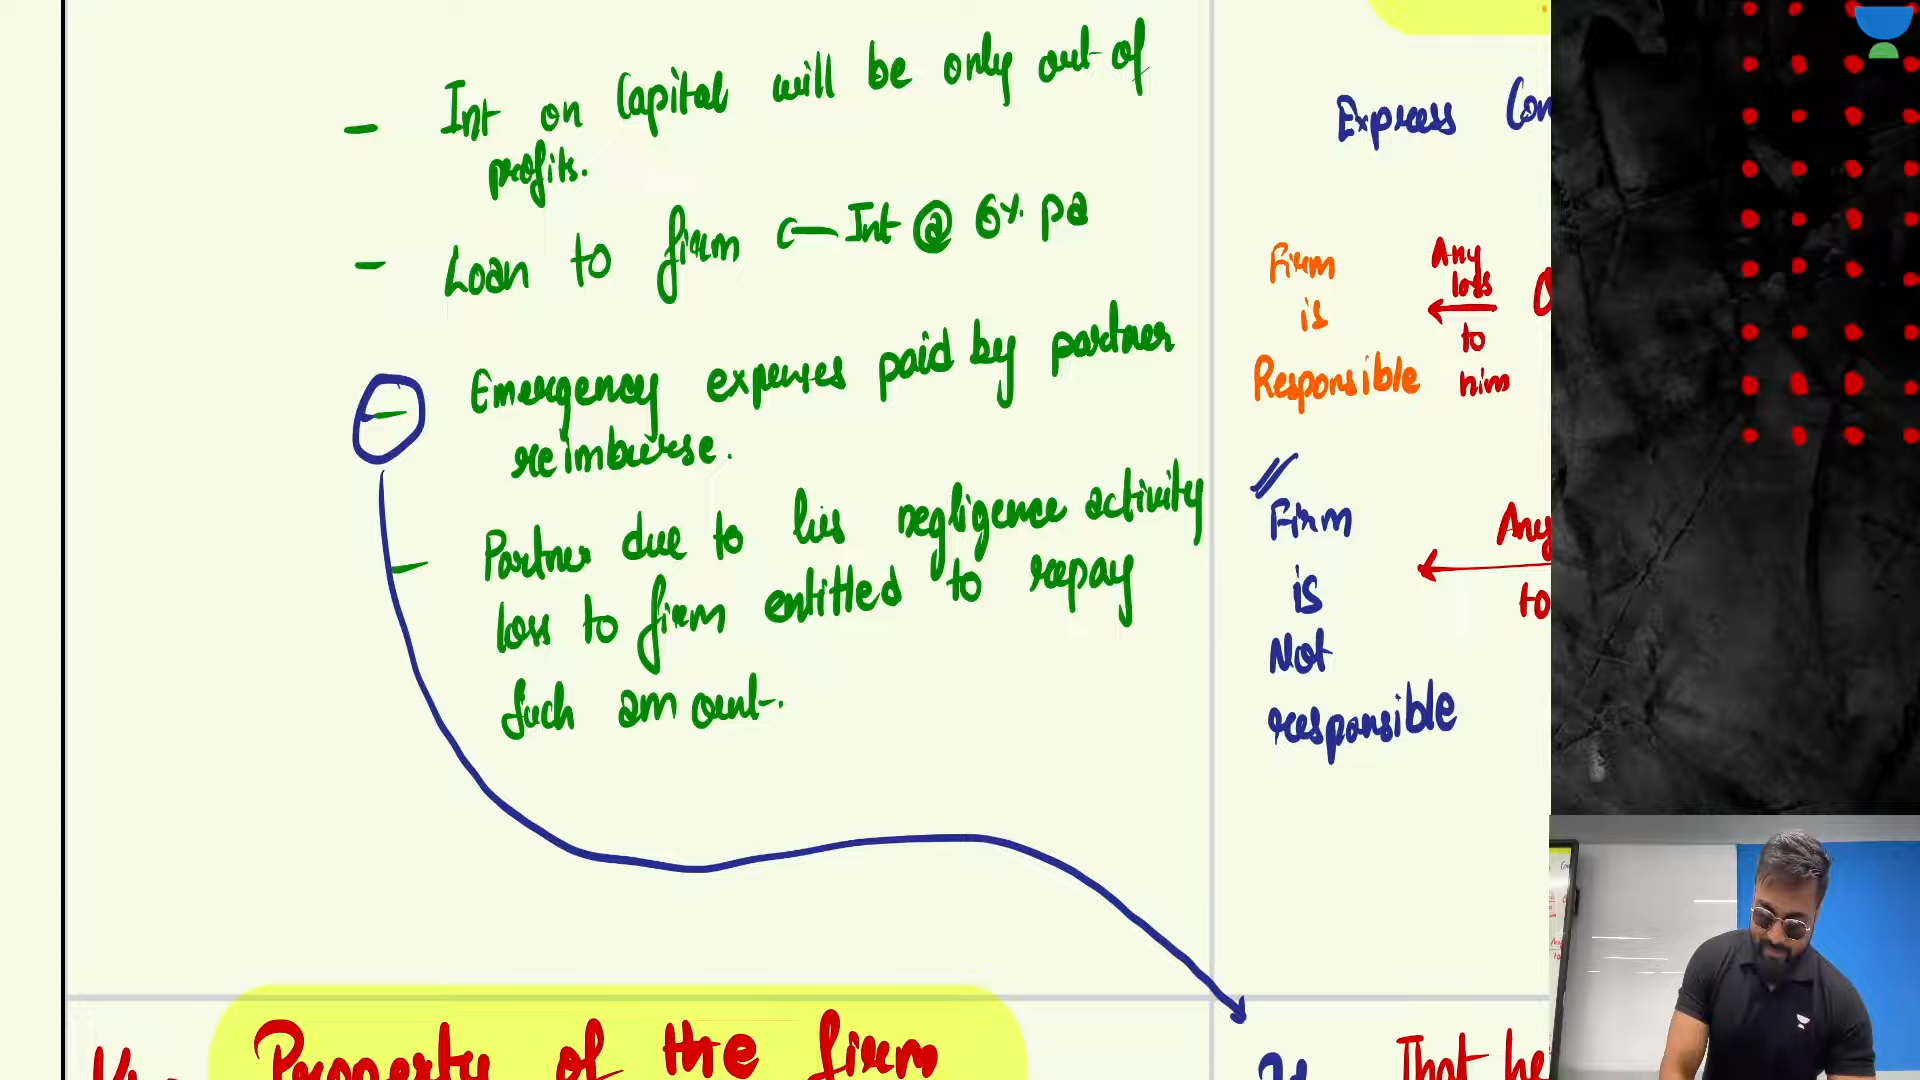 - Int on Capital will be only out of
profits.
- Loan to firm Int @ 6% pa
- Emergency expenses paid by partner
reimburse.
- Partner due to his negligence activity
loss to firm entitled to repay
Such amount.
Property of the firm
Express Con
Firm
is
Responsible
Any
loss
to
him
Firm
is
Not
responsible
Any
to
That he